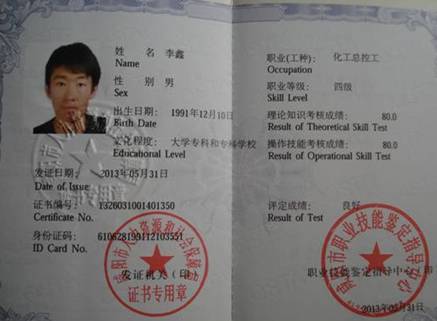 姓 名 李鑫
Name
性 别 男
Sex
出生日期: 1991年12月10日
Birth Date
文化程度: 大学专科和专科学校
Educational Level
发证日期: 2013年05月31日
Date of Issue
证书编号: 1326031001401350
Certificate No.
身份证码:
ID Card No.
发证机关(印
证书专用章
职业(工种): 化工总控工
Occupation
职业等级: 四级
Skill Level
理论知识考核成绩: 80.0
Result of Theoretical Skill Test
操作技能考核成绩: 80.0
Result of Operational Skill Test
评定成绩: 良好
Result of Test
职业技能鉴定指导中心(印
2013年05月31日